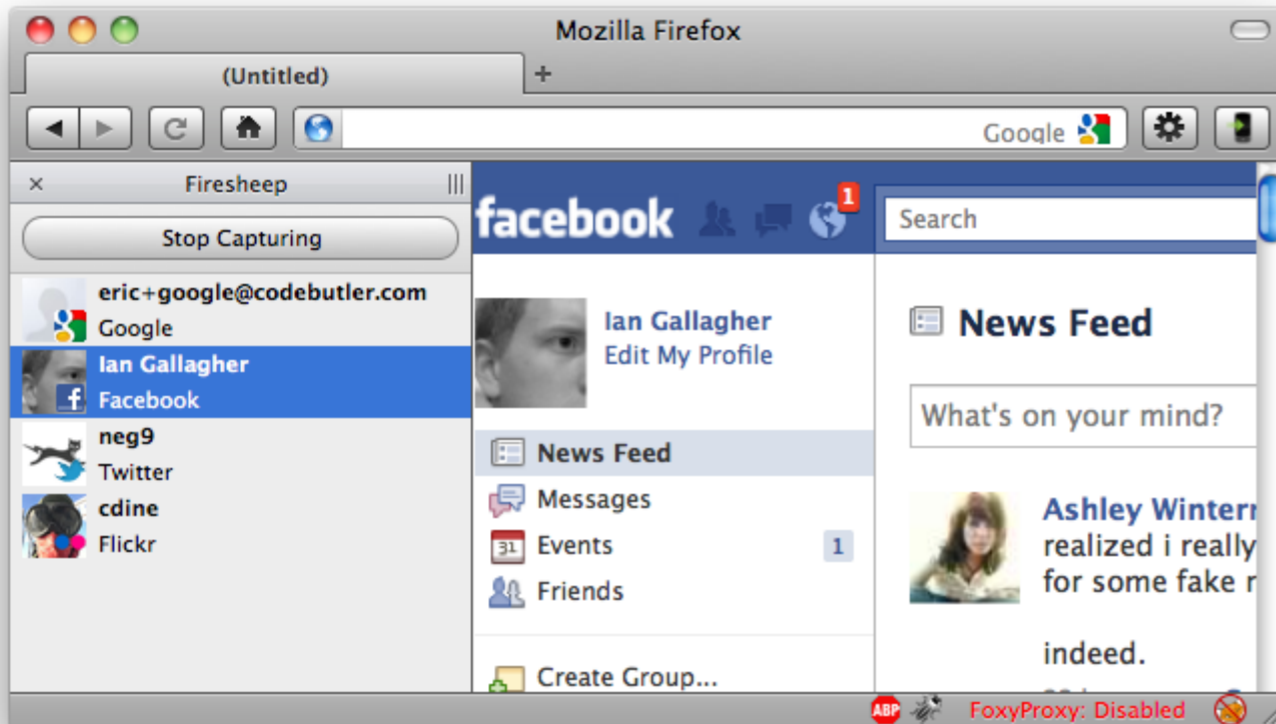 Mozilla Firefox
(Untitled)
+
Google
Firesheep
Stop Capturing
eric+google@codebutler.com
Google
Ian Gallagher
Facebook
neg9
Twitter
cdine
Flickr
facebook
1
Search
Ian Gallagher
Edit My Profile
News Feed
Messages
31 Events 1
Friends
Create Group...
News Feed
What's on your mind?
Ashley
realized i really
for some fake
indeed.
ABP FoxyProxy: Disabled